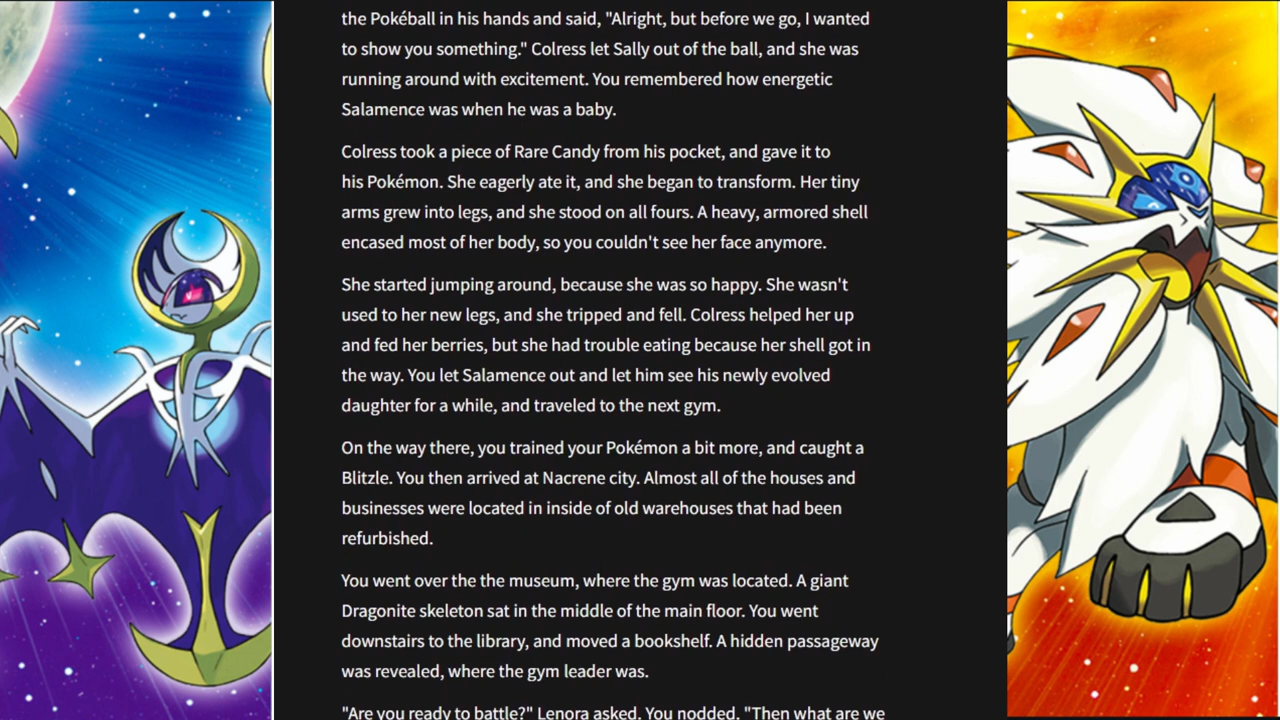 the Pokéball in his hands and said, "Alright, but before we go, I wanted
to show you something." Colress let Sally out of the ball, and she was
running around with excitement. You remembered how energetic
Salamence was when he was a baby.
Colress took a piece of Rare Candy from his pocket, and gave it to
his Pokémon. She eagerly ate it, and she began to transform. Her tiny
arms grew into legs, and she stood on all fours. A heavy, armored shell
encased most of her body, so you couldn't see her face anymore.
She started jumping around, because she was so happy. She wasn't
used to her new legs, and she tripped and fell. Colress helped her up
and fed her berries, but she had trouble eating because her shell got in
the way. You let Salamence out and let him see his newly evolved
daughter for a while, and traveled to the next gym.
On the way there, you trained your Pokémon a bit more, and caught a
Blitzle. You then arrived at Nacrene city. Almost all of the houses and
businesses were located in inside of old warehouses that had been
refurbished.
You went over the the museum, where the gym was located. A giant
Dragonite skeleton sat in the middle of the main floor. You went
downstairs to the library, and moved a bookshelf. A hidden passageway
was revealed, where the gym leader was.
"Are you ready to battle?" Lenora asked. You nodded. "Then what are we